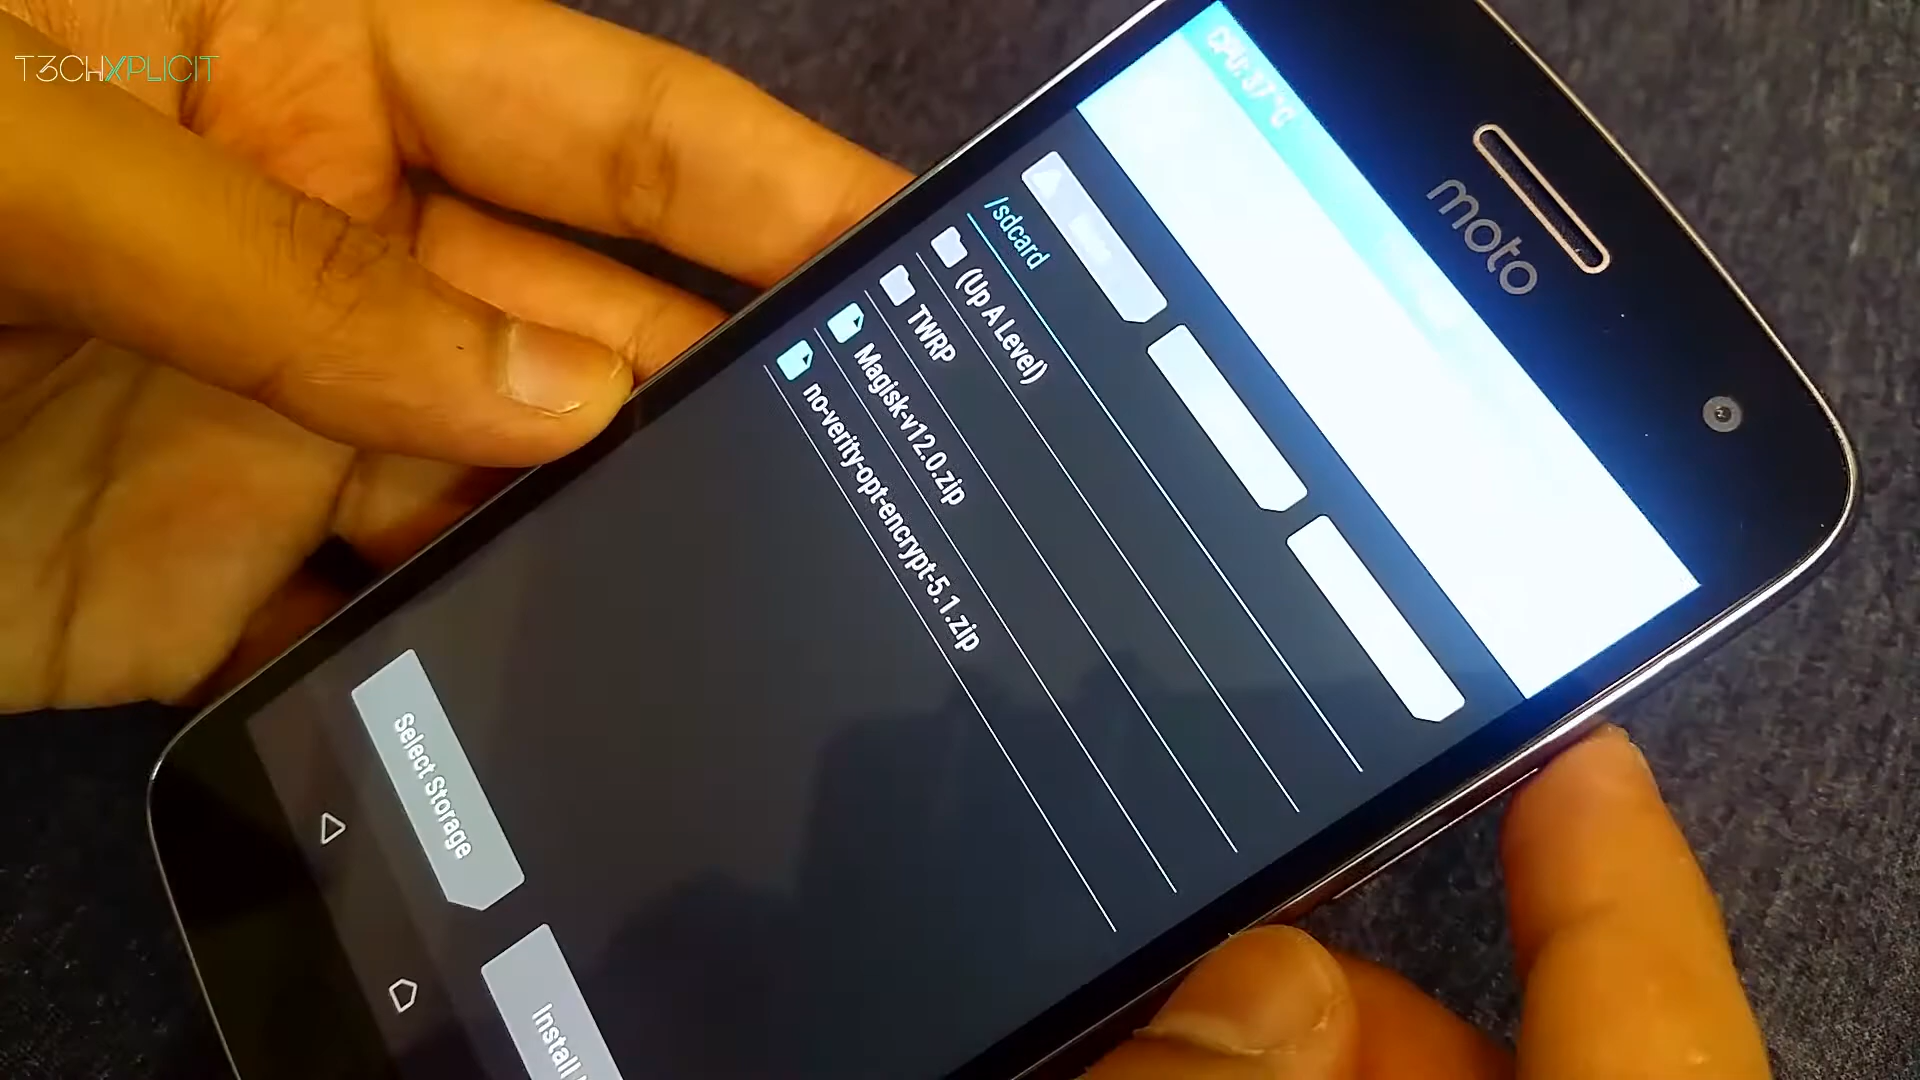 T3CHXPLICIT
moto
CPU: 37 °C
/sdcard
(Up A Level)
TWRP
Magisk-v12.0.zip
no-verity-opt-encrypt-5.1.zip
Select Storage
Install